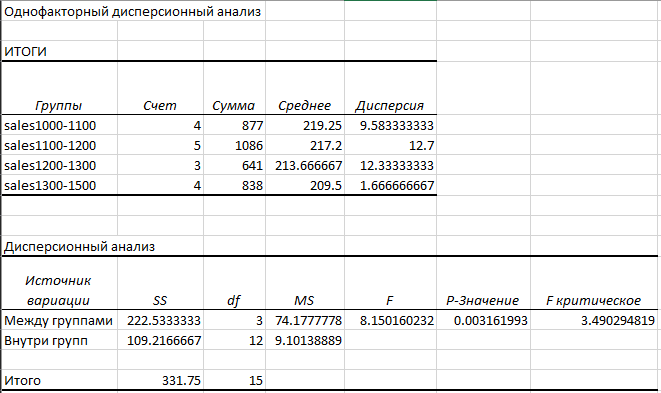 Однофакторный дисперсионный анализ
ИТОГИ
Группы Счет Сумма Среднее Дисперсия
sales1000-1100 4 877 219.25 9.583333333
sales1100-1200 5 1086 217.2 12.7
sales1200-1300 3 641 213.666667 12.33333333
sales1300-1500 4 838 209.5 1.666666667
Дисперсионный анализ
Источник
вариации SS df MS F P-Значение F критическое
Между группами 222.5333333 3 74.1777778 8.150160232 0.003161993 3.490294819
Внутри групп 109.2166667 12 9.10138889
Итого 331.75 15